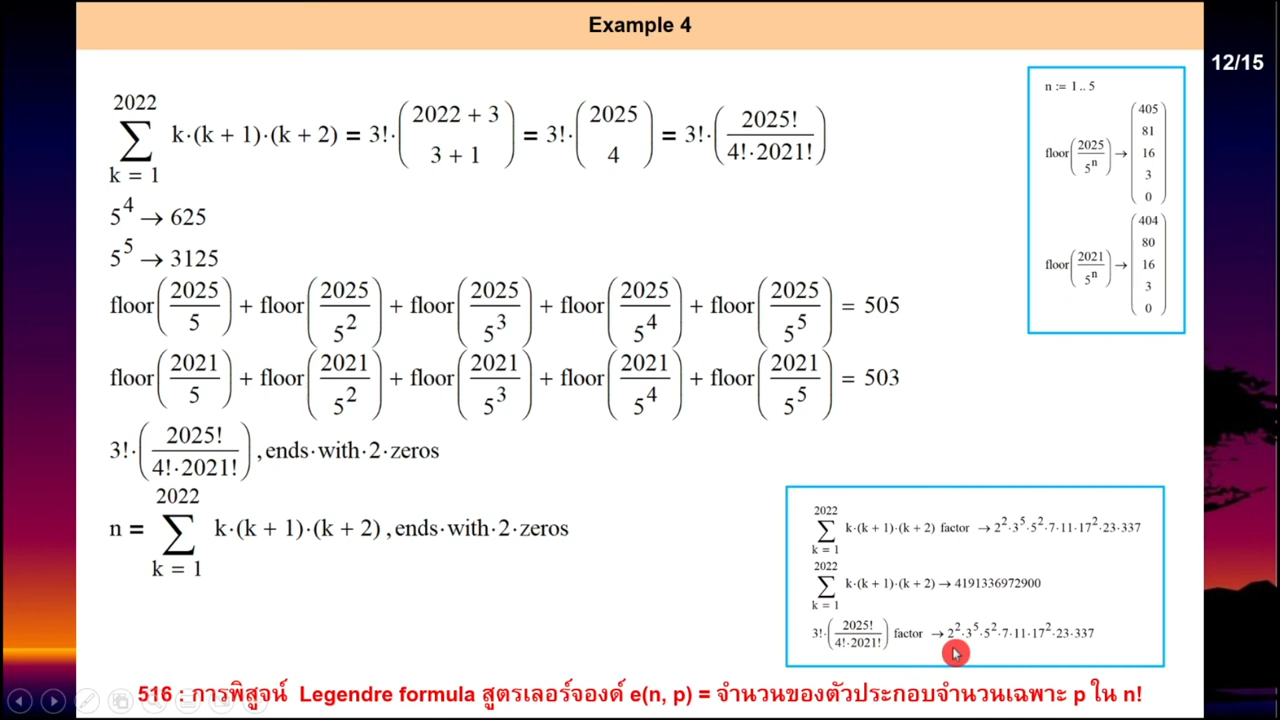 Example 4
12/15
2022
∑ k·(k + 1)·(k + 2) = 3!·(2022 + 3 / 3 + 1) = 3!·(2025 / 4) = 3!·(2025! / 4!·2021!)
k = 1
5^4 → 625
5^5 → 3125
floor(2025/5) + floor(2025/5^2) + floor(2025/5^3) + floor(2025/5^4) + floor(2025/5^5) = 505
floor(2021/5) + floor(2021/5^2) + floor(2021/5^3) + floor(2021/5^4) + floor(2021/5^5) = 503
3!·(2025! / 4!·2021!) , ends·with·2·zeros
2022
n = ∑ k·(k + 1)·(k + 2) , ends·with·2·zeros
k = 1
n := 1 .. 5
floor(2025/5^n) → (405 81 16 3 0)
floor(2021/5^n) → (404 80 16 3 0)
2022
∑ k·(k + 1)·(k + 2) factor → 2^2·3^5·5^2·7·11·17^2·23·337
k = 1
2022
∑ k·(k + 1)·(k + 2) → 4191336972900
k = 1
3!·(2025! / 4!·2021!) factor → 2^2·3^5·5^2·7·11·17^2·23·337
516 : การพิสูจน์ Legendre formula สูตรเลอร์จองด์ e(n, p) = จำนวนของตัวประกอบจำนวนเฉพาะ p ใน n!